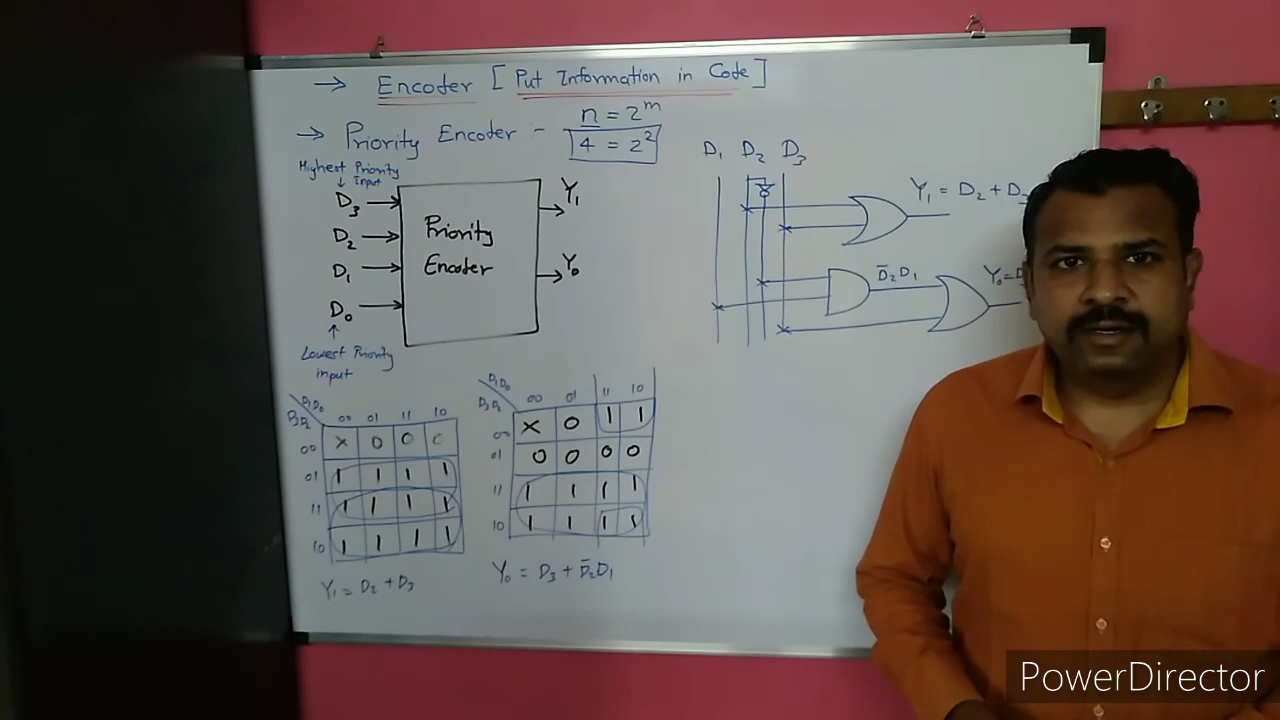 → Encoder [ Put Information in Code ]
→ Priority Encoder - n = 2^m
4 = 2^2
Highest Priority
↓ Input
D3
D2
D1
D0
↑
Lowest Priority
input
Priority
Encoder
Y1
Y0
D1 D2 D3
Y1 = D2 + D3
D̄2D1
Y0 =
D1D0
D3D2
00 01 11 10
00 X 0 0 0
01 1 1 1 1
11 1 1 1 1
10 1 1 1 1
Y1 = D2 + D3
D1D0
D3D2
00 01 11 10
00 X 0 1 1
01 0 0 0 0
11 1 1 1 1
10 1 1 1 1
Y0 = D3 + D̄2D1
PowerDirector